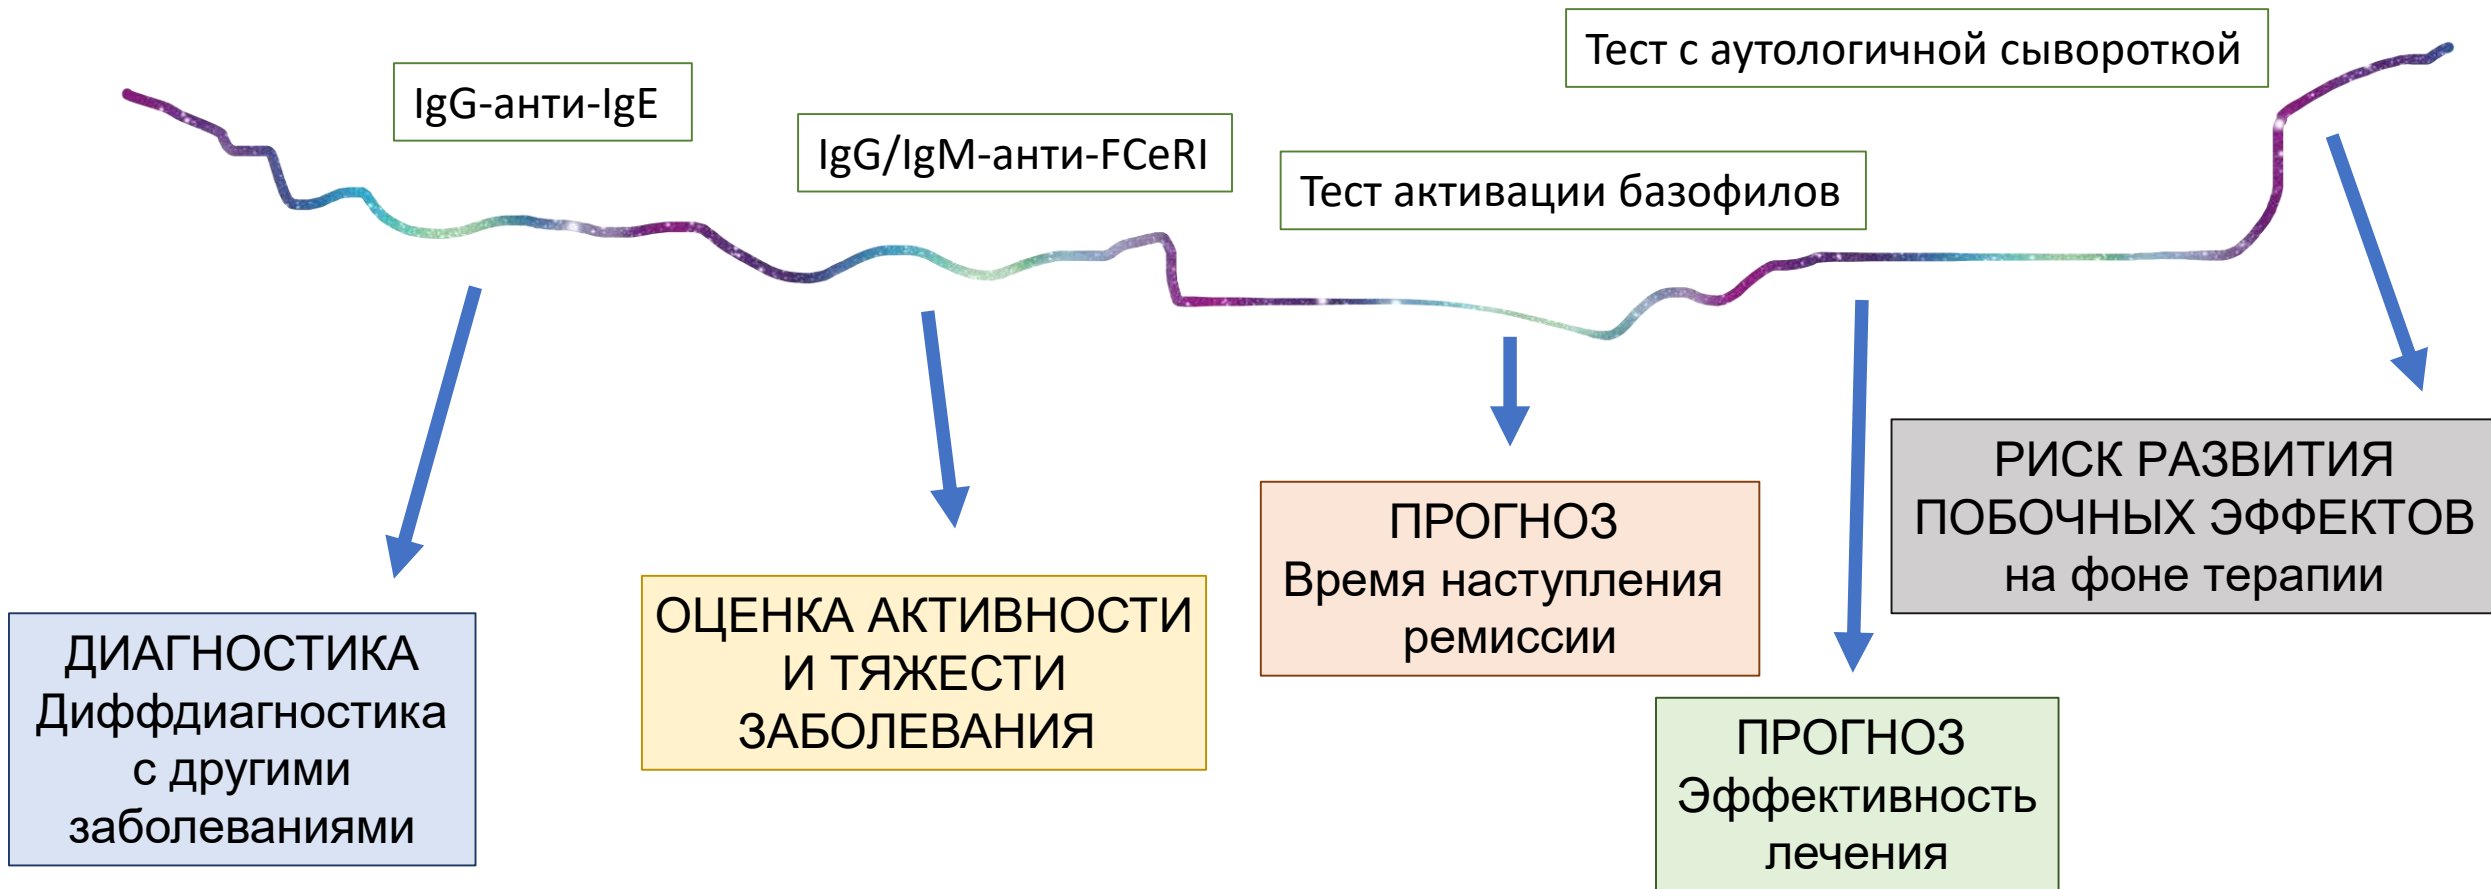 Тест с аутологичной сывороткой
IgG-анти-IgE
IgG/IgM-анти-FCeRI
Тест активации базофилов
ДИАГНОСТИКА
Диффдиагностика
с другими
заболеваниями
ОЦЕНКА АКТИВНОСТИ
И ТЯЖЕСТИ
ЗАБОЛЕВАНИЯ
ПРОГНОЗ
Время наступления
ремиссии
ПРОГНОЗ
Эффективность
лечения
РИСК РАЗВИТИЯ
ПОБОЧНЫХ ЭФФЕКТОВ
на фоне терапии